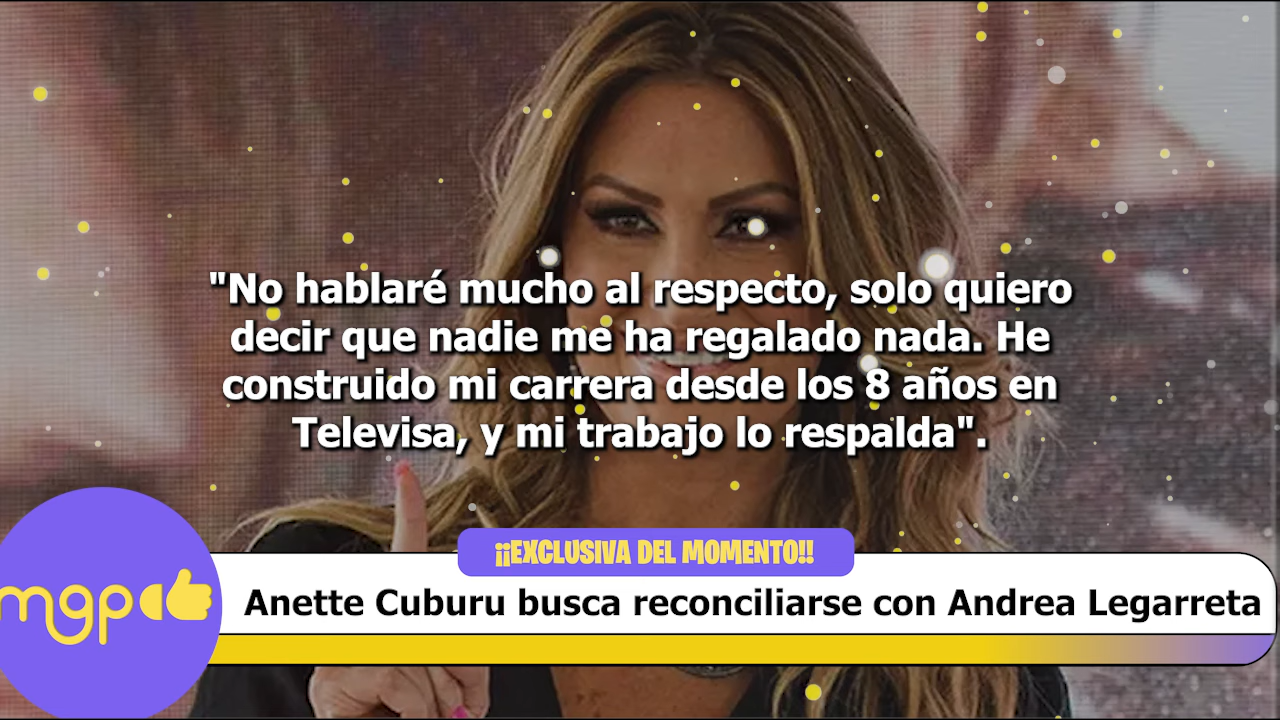 "No hablaré mucho al respecto, solo quiero
decir que nadie me ha regalado nada. He
construido mi carrera desde los 8 años en
Televisa, y mi trabajo lo respalda".
¡¡EXCLUSIVA DEL MOMENTO!!
mgp
Anette Cuburu busca reconciliarse con Andrea Legarreta